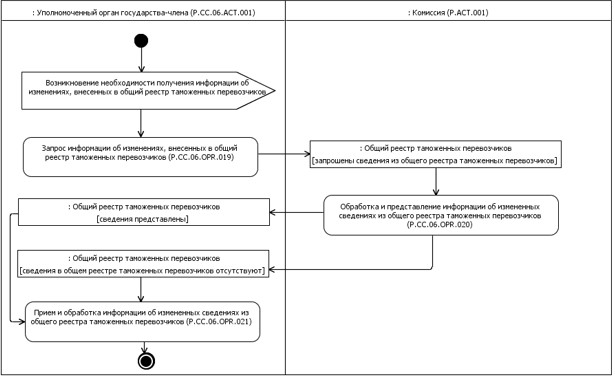 : Уполномоченный орган государства-члена (P.CC.06.ACT.001)
: Комиссия (P.ACT.001)
Возникновение необходимости получения информации об
изменениях, внесенных в общий реестр таможенных перевозчиков
Запрос информации об изменениях, внесенных в общий
реестр таможенных перевозчиков (P.CC.06.OPR.019)
: Общий реестр таможенных перевозчиков
[запрошены сведения из общего реестра таможенных перевозчиков]
Обработка и представление информации об измененных
сведениях из общего реестра таможенных перевозчиков
(P.CC.06.OPR.020)
: Общий реестр таможенных перевозчиков
[сведения представлены]
: Общий реестр таможенных перевозчиков
[сведения в общем реестре таможенных перевозчиков отсутствуют]
Прием и обработка информации об измененных сведениях из
общего реестра таможенных перевозчиков (P.CC.06.OPR.021)